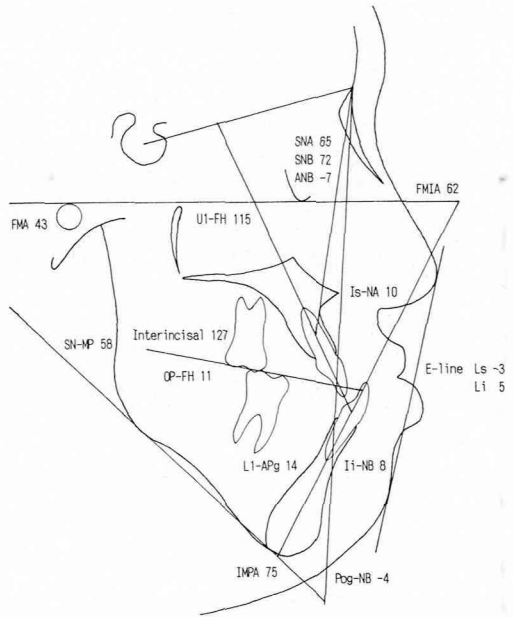 SNA 65
SNB 72
ANB -7
FMIA 62
FMA 43
U1-FH 115
Is-NA 10
Interincisal 127
SN-MP 58
E-line Ls -3
Li 5
OP-FH 11
L1-APg 14
Ii-NB 8
IMPA 75
Pog-NB -4